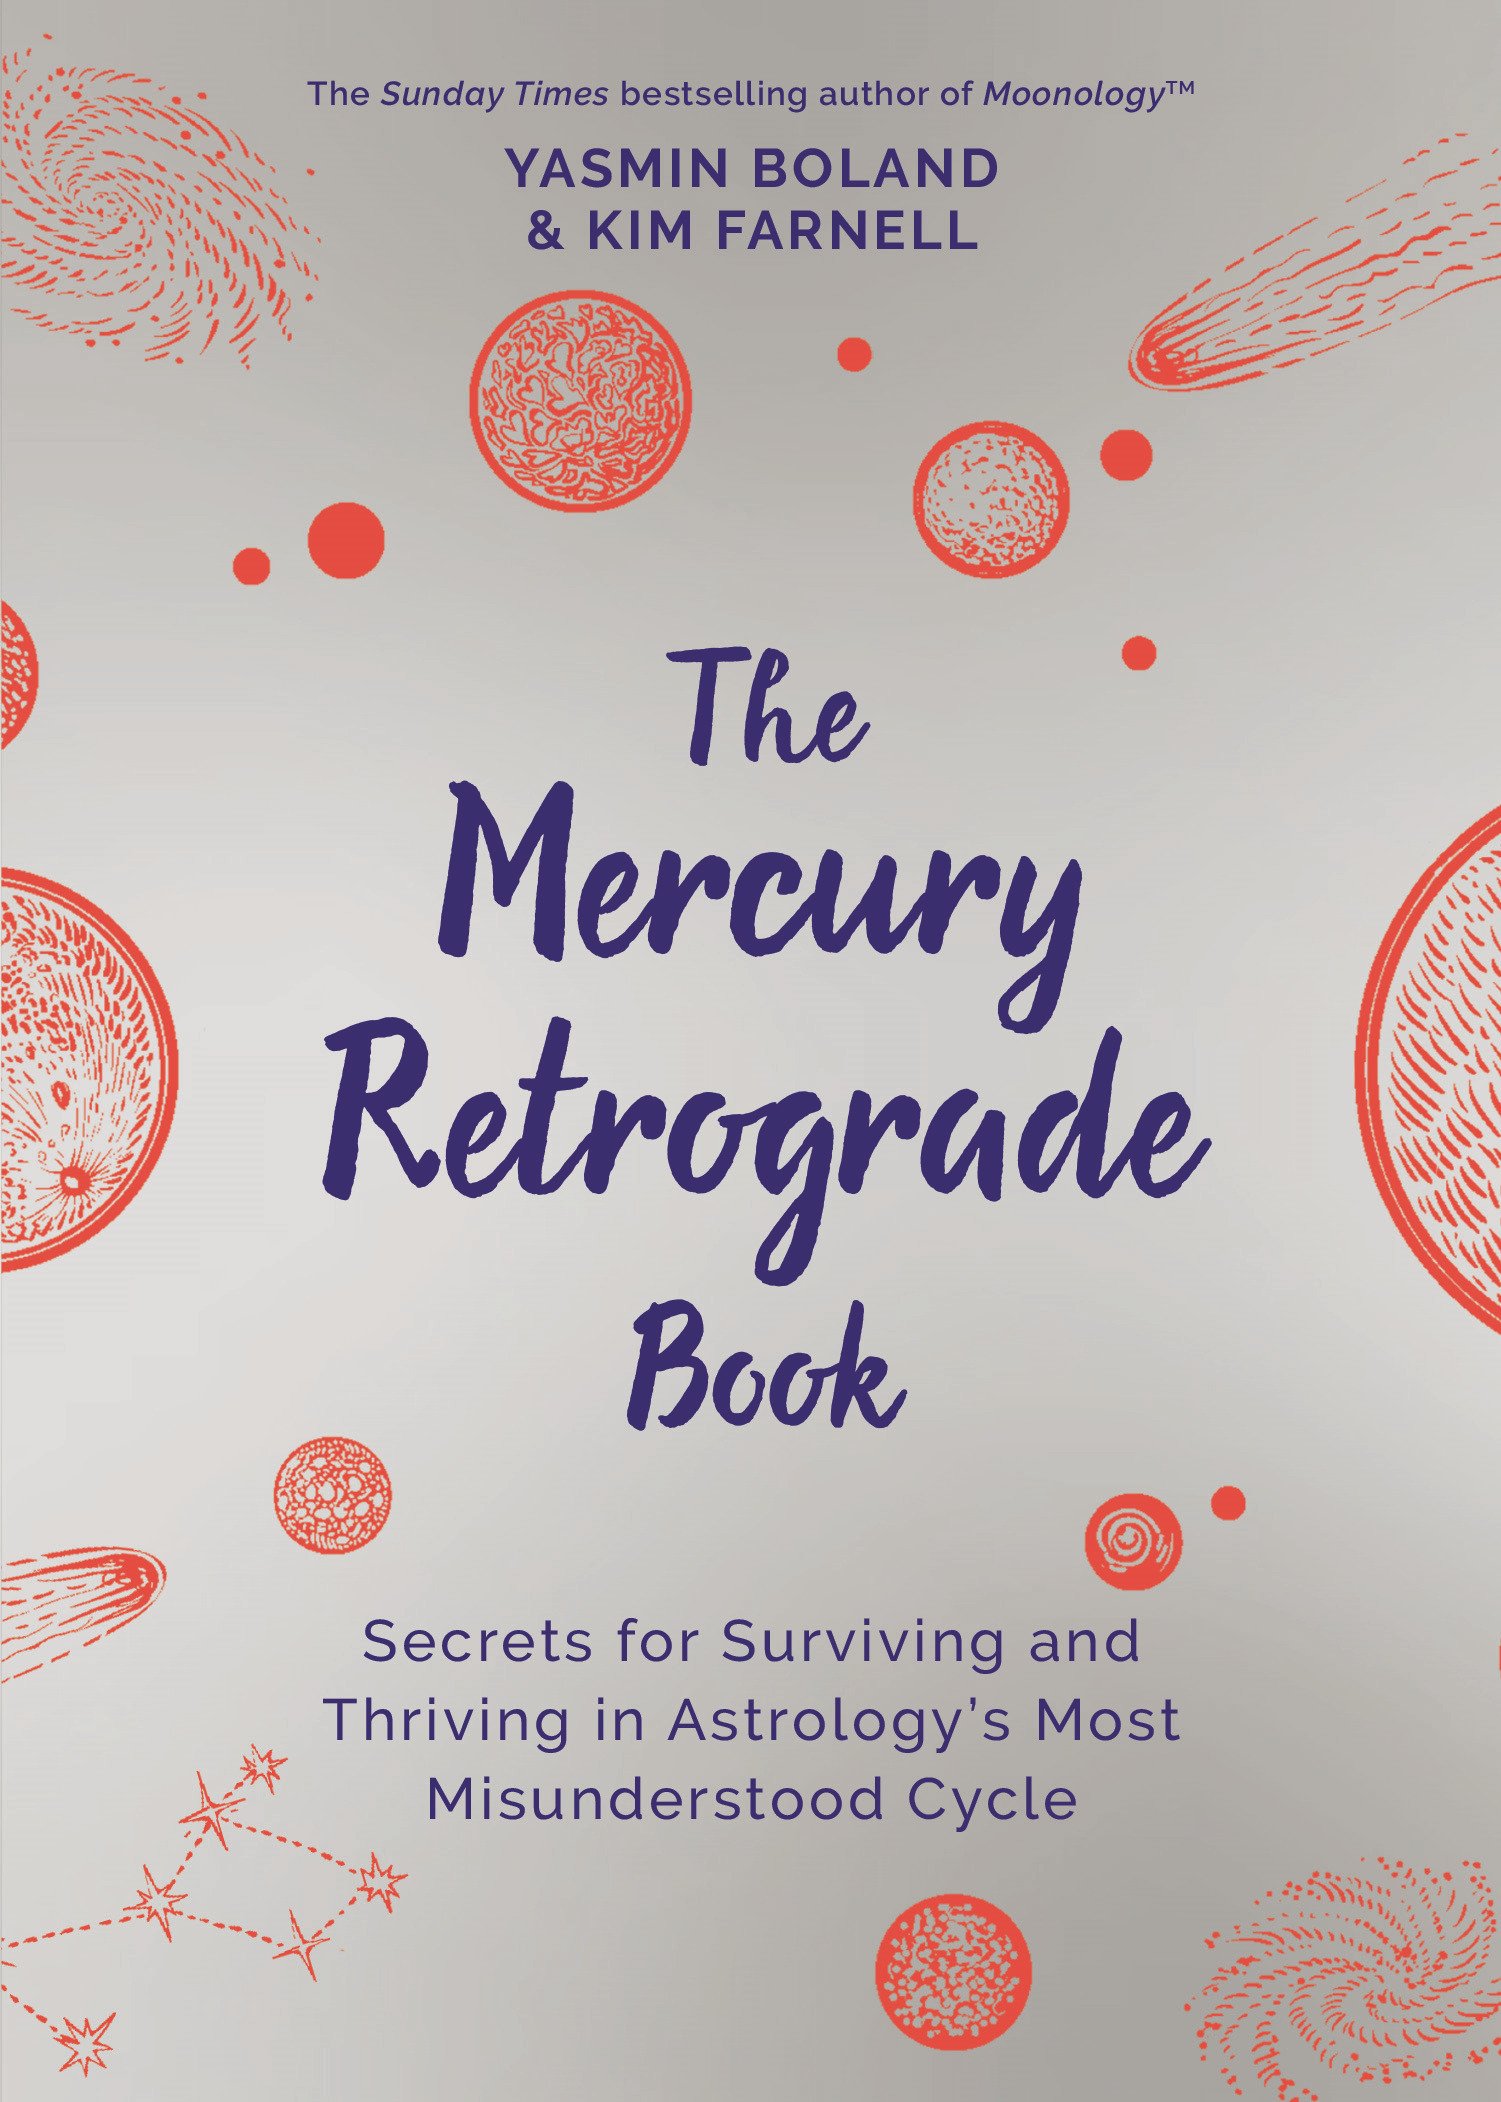 The Sunday Times bestselling author of Moonology™
YASMIN BOLAND
& KIM FARNELL
The
Mercury
Retrograde
Book
Secrets for Surviving and
Thriving in Astrology’s Most
Misunderstood Cycle